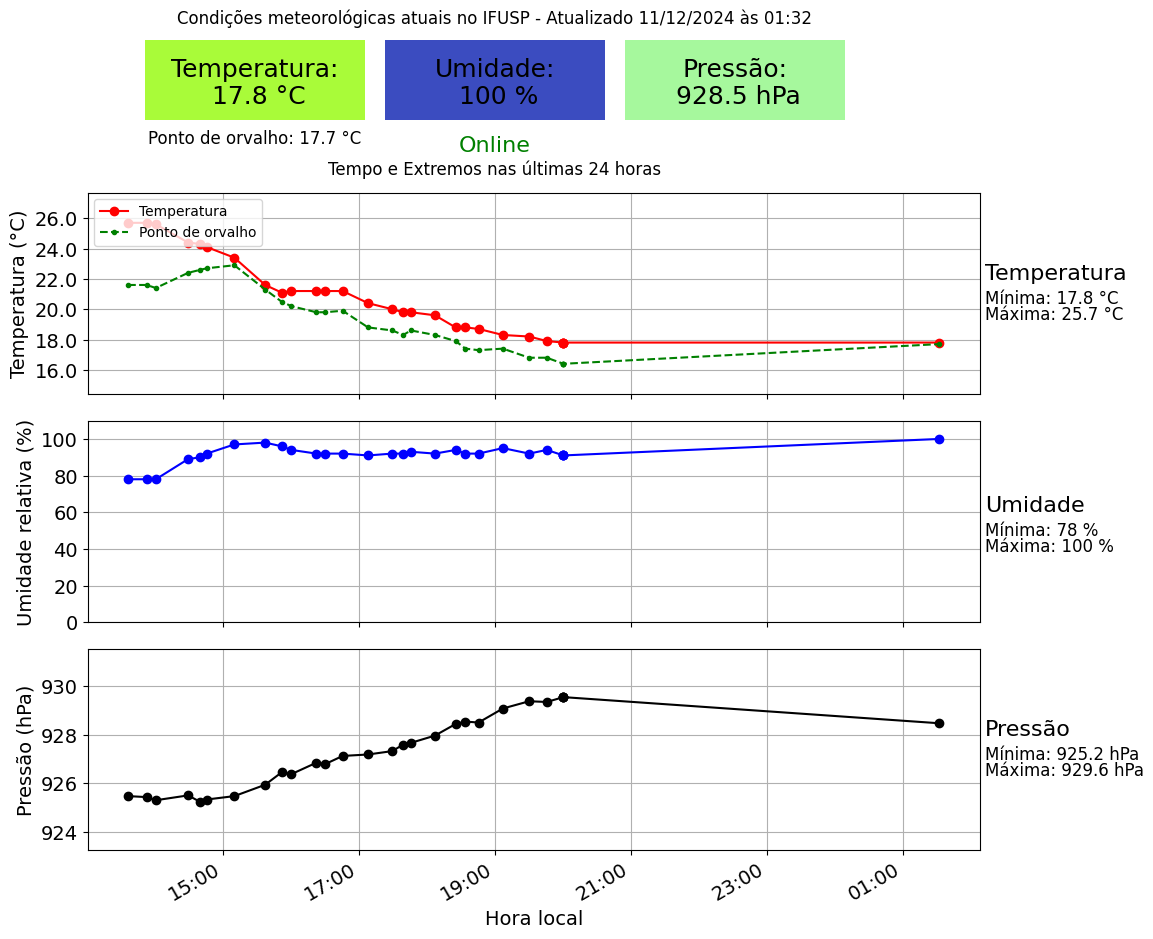 Condições meteorológicas atuais no IFUSP - Atualizado 11/12/2024 às 01:32
Temperatura:
17.8 °C
Umidade:
100 %
Pressão:
928.5 hPa
Ponto de orvalho: 17.7 °C
Online
Tempo e Extremos nas últimas 24 horas
Temperatura (°C)
26.0
24.0
22.0
20.0
18.0
16.0
Temperatura
Ponto de orvalho
Temperatura
Mínima: 17.8 °C
Máxima: 25.7 °C
Umidade relativa (%)
100
80
60
40
20
0
Umidade
Mínima: 78 %
Máxima: 100 %
Pressão (hPa)
930
928
926
924
Pressão
Mínima: 925.2 hPa
Máxima: 929.6 hPa
15:00
17:00
19:00
21:00
23:00
01:00
Hora local